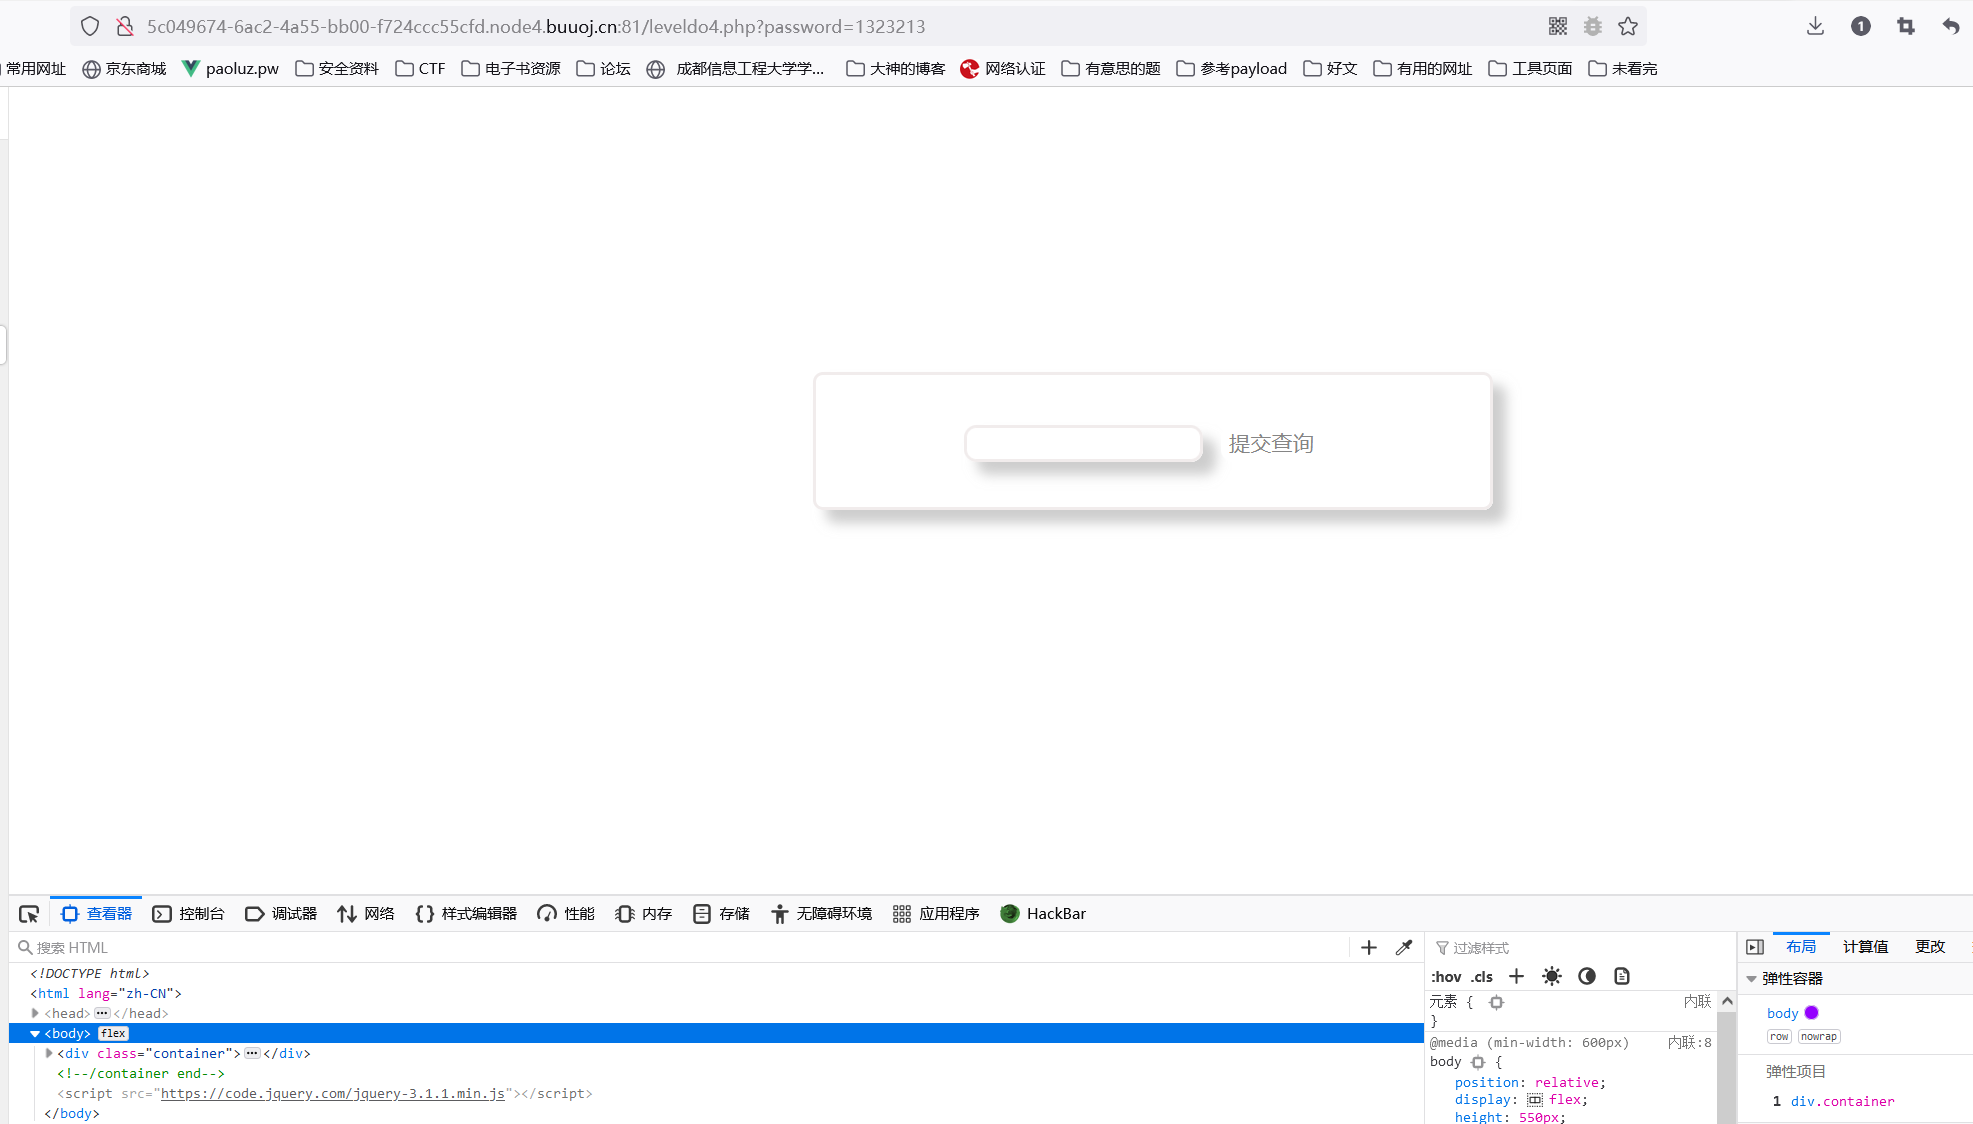 5c049674-6ac2-4a55-bb00-f724ccc55cfd.node4.buuoj.cn:81/leveldo4.php?password=1323213
1
常用网址 京东商城 paoluz.pw 安全资料 CTF 电子书资源 论坛 成都信息工程大学学... 大神的博客 网络认证 有意思的题 参考payload 好文 有用的网址 工具页面 未看完
提交查询
查看器 控制台 调试器 网络 样式编辑器 性能 内存 存储 无障碍环境 应用程序 HackBar
搜索 HTML
<!DOCTYPE html>
<html lang="zh-CN">
<head>···</head>
<body> flex
<div class="container">···</div>
<!--/container end-->
<script src="https://code.jquery.com/jquery-3.1.1.min.js"></script>
</body>
过滤样式
:hov .cls
元素 { 内联
}
@media (min-width: 600px) 内联:8
body {
position: relative;
display: flex;
height: 550px;
布局 计算值 更改
弹性容器
body
row nowrap
弹性项目
1 div.container